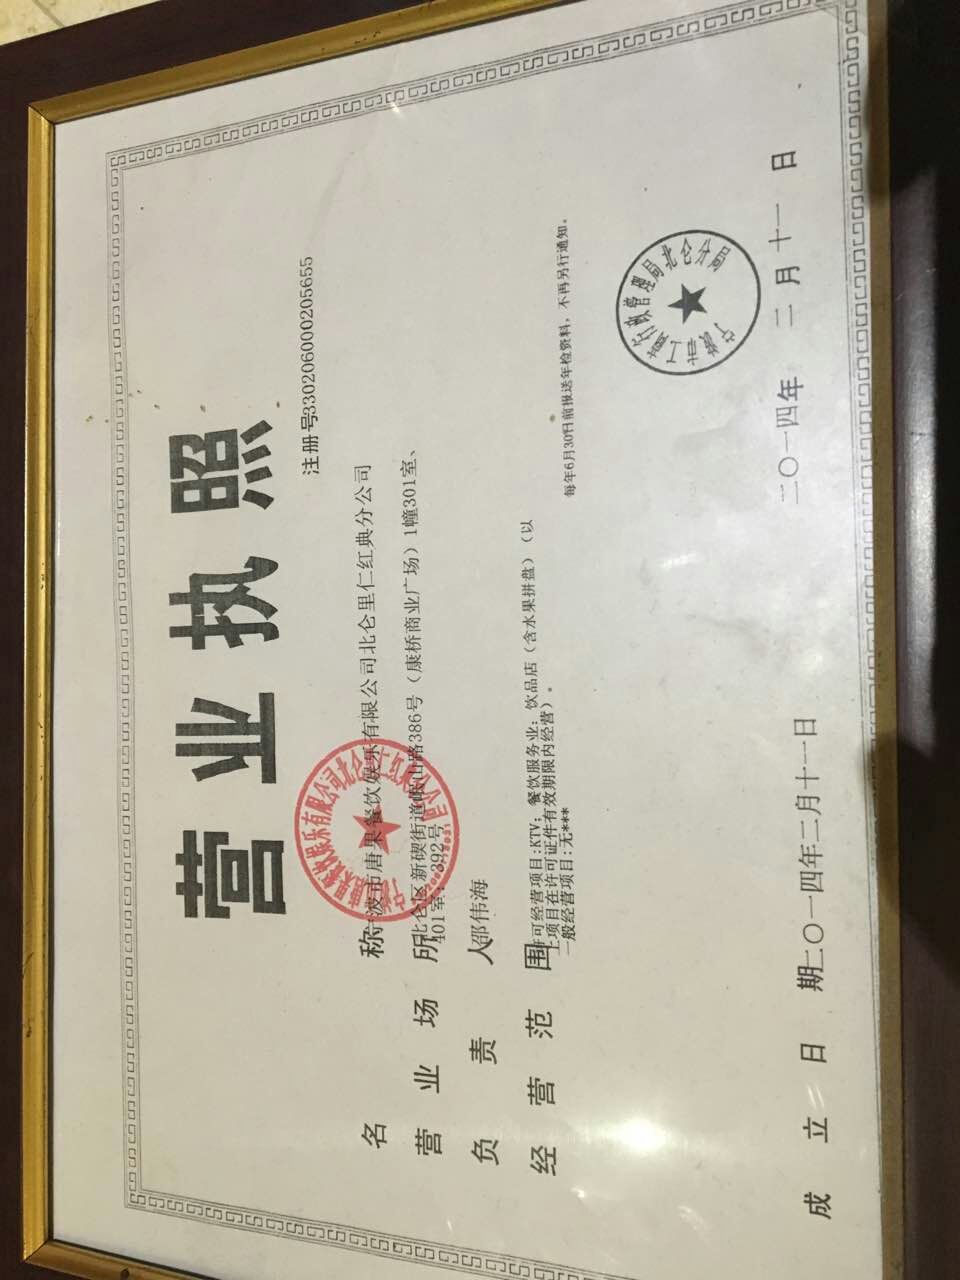 营业执照
注册号330206000205655
名称 宁波市唐果餐饮娱乐有限公司北仑里仁红典分公司
营业场所 北仑区新碶街道岷山路386号（康桥商业广场）1幢301室、
401室；392号
负责人 邵伟海
经营范围 许可经营项目:KTV；餐饮服务业：饮品店（含水果拼盘）（以
上项目在许可证件有效期限内经营）。
一般经营项目:无***
每年6月30日前报送年检资料，不再另行通知。
成立日期二〇一四年二月十一日
二〇一四年 二月十一日